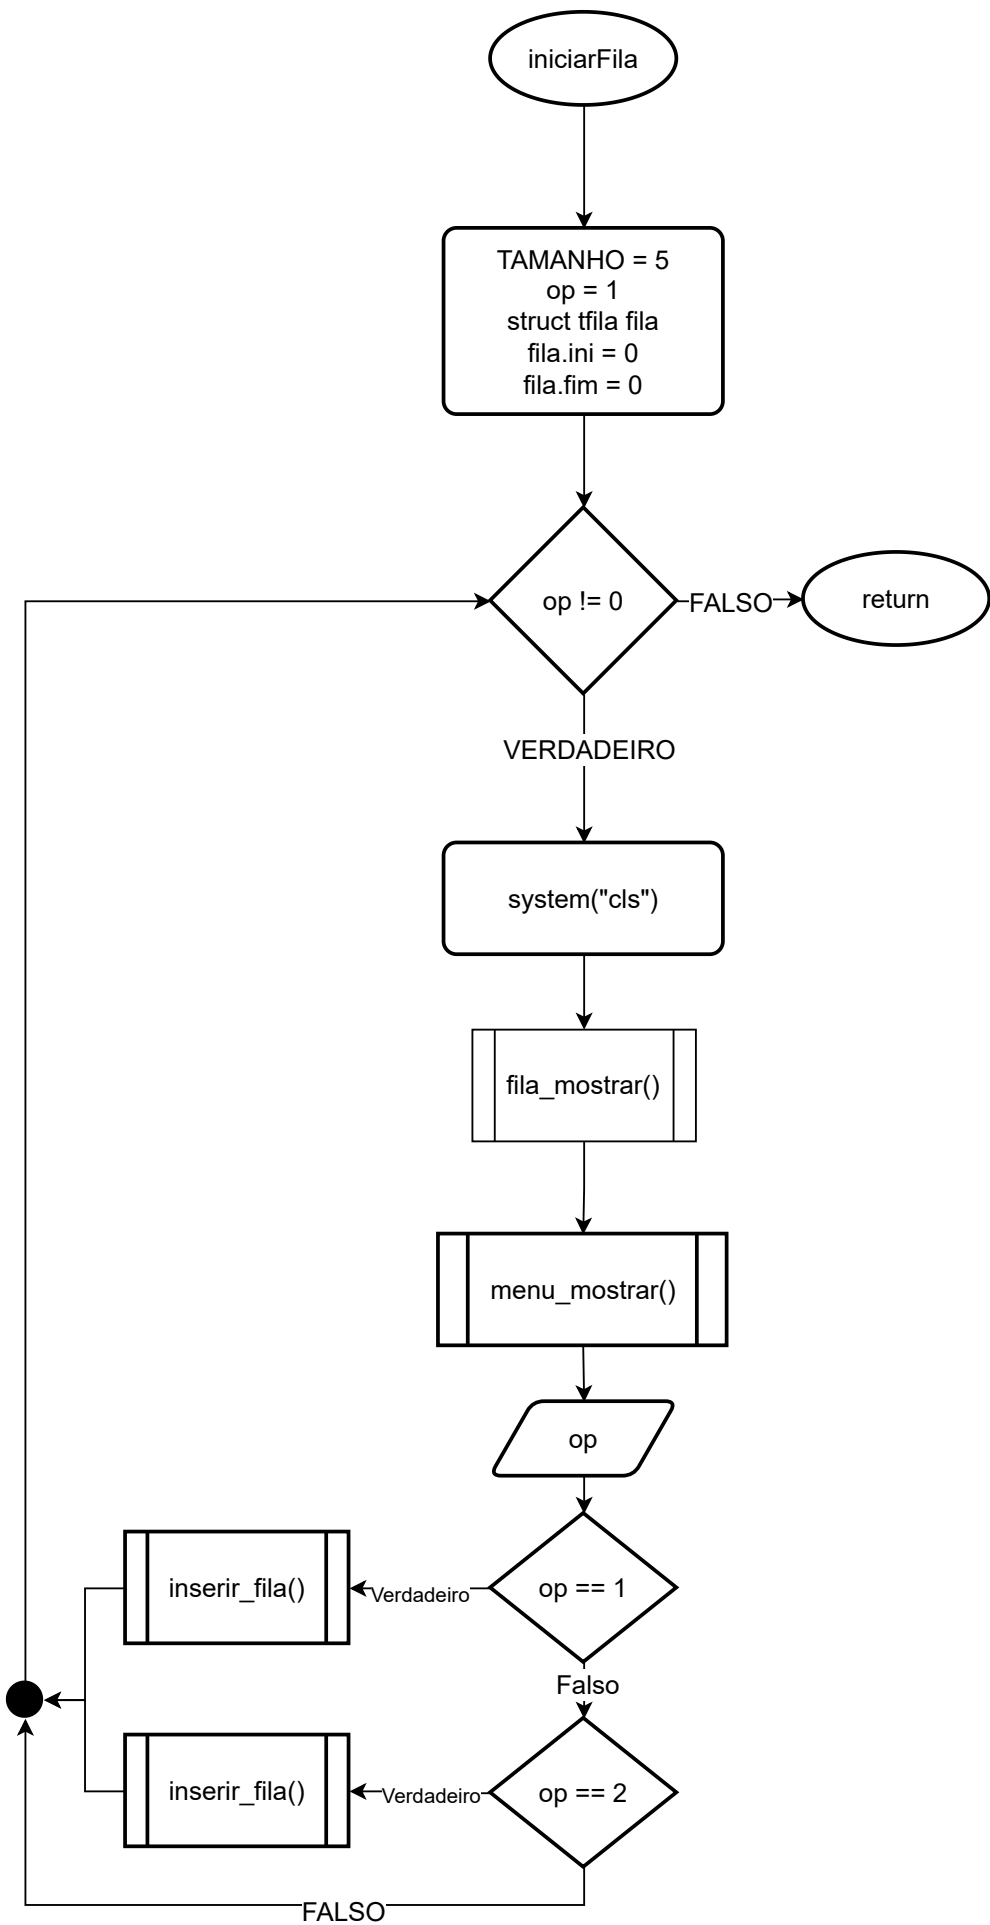 iniciarFila
TAMANHO = 5
op = 1
struct tfila fila
fila.ini = 0
fila.fim = 0
op != 0
FALSO
return
VERDADEIRO
system("cls")
fila_mostrar()
menu_mostrar()
op
inserir_fila()
Verdadeiro
op == 1
Falso
inserir_fila()
Verdadeiro
op == 2
FALSO